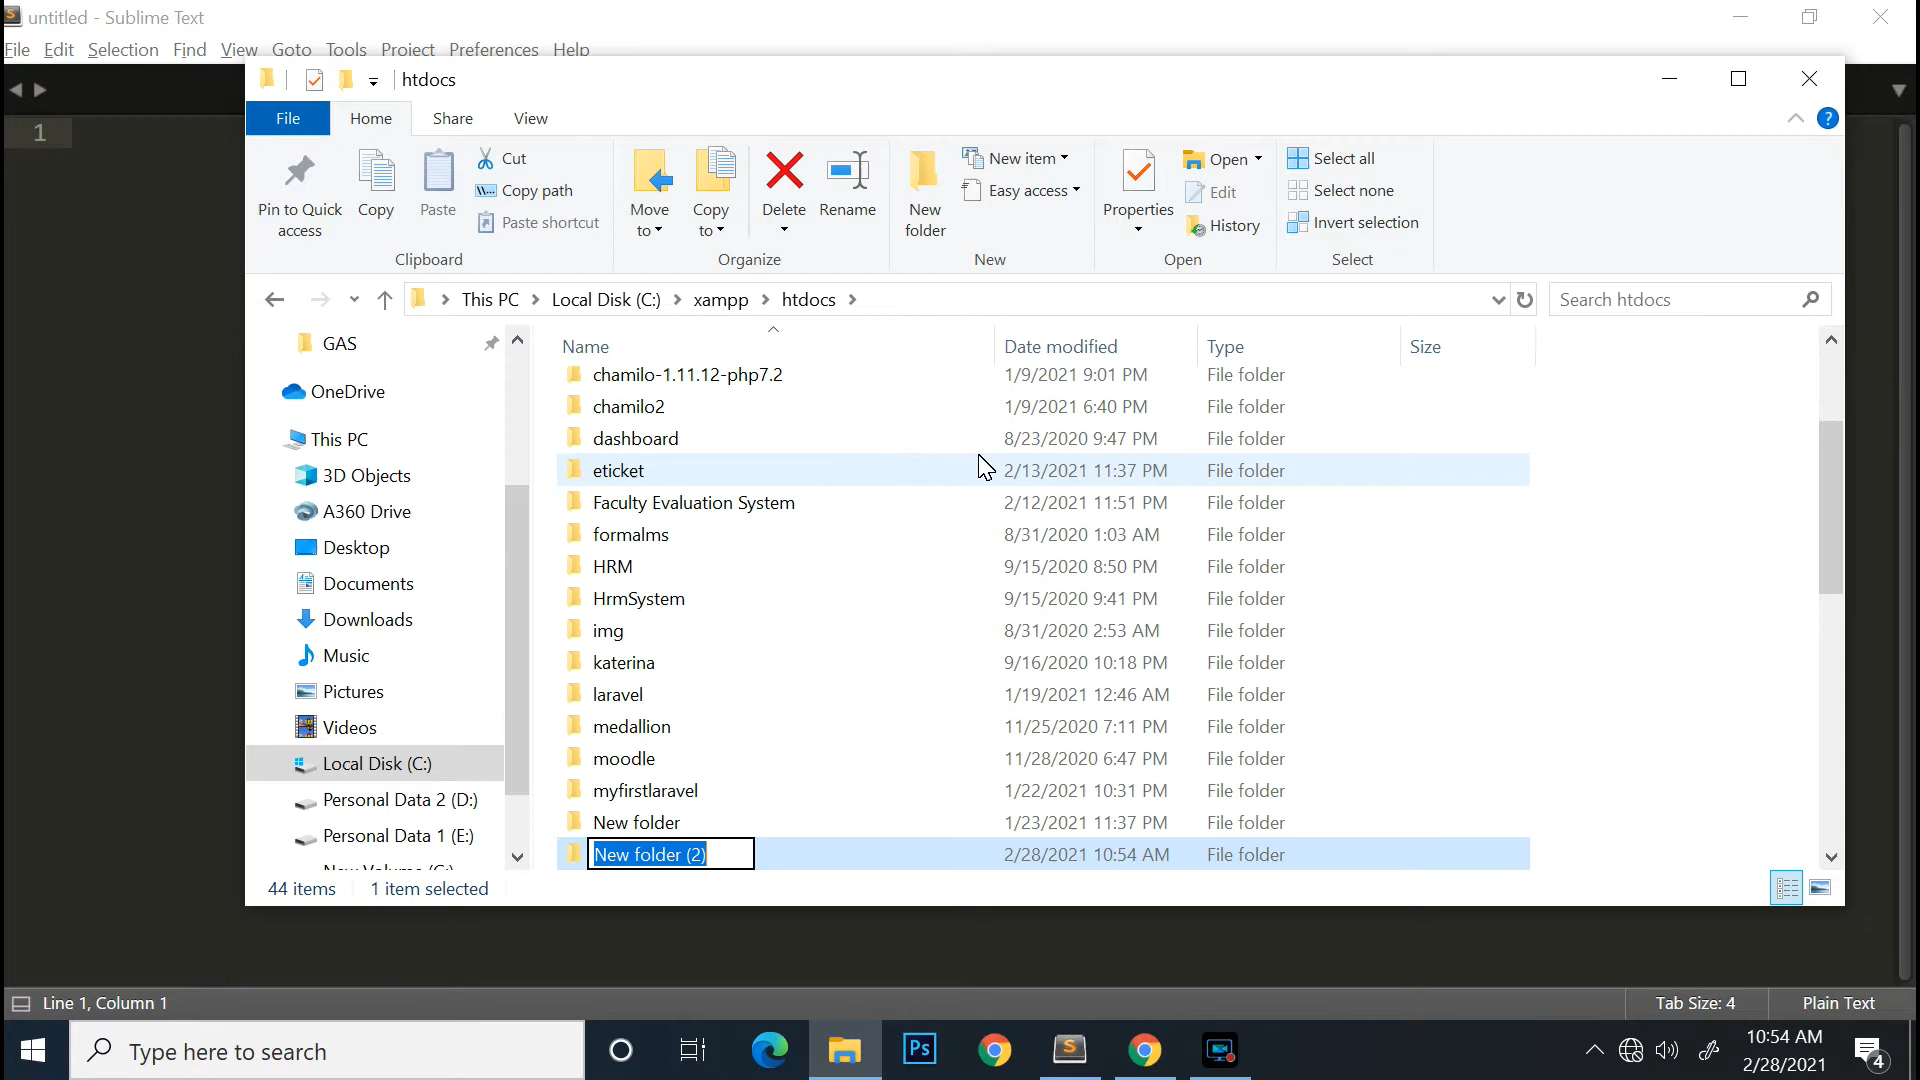 untitled - Sublime Text
File Edit Selection Find View Goto Tools Project Preferences Help
htdocs
File Home Share View
Pin to Quick access
Copy
Paste
Cut
Copy path
Paste shortcut
Clipboard
Move to
Copy to
Delete
Rename
Organize
New folder
New item
Easy access
New
Properties
Open
Edit
History
Open
Select all
Select none
Invert selection
Select
This PC Local Disk (C:) xampp htdocs
Search htdocs
GAS
OneDrive
This PC
3D Objects
A360 Drive
Desktop
Documents
Downloads
Music
Pictures
Videos
Local Disk (C:)
Personal Data 2 (D:)
Personal Data 1 (E:)
Name Date modified Type Size
chamilo-1.11.12-php7.2 1/9/2021 9:01 PM File folder
chamilo2 1/9/2021 6:40 PM File folder
dashboard 8/23/2020 9:47 PM File folder
eticket 2/13/2021 11:37 PM File folder
Faculty Evaluation System 2/12/2021 11:51 PM File folder
formalms 8/31/2020 1:03 AM File folder
HRM 9/15/2020 8:50 PM File folder
HrmSystem 9/15/2020 9:41 PM File folder
img 8/31/2020 2:53 AM File folder
katerina 9/16/2020 10:18 PM File folder
laravel 1/19/2021 12:46 AM File folder
medallion 11/25/2020 7:11 PM File folder
moodle 11/28/2020 6:47 PM File folder
myfirstlaravel 1/22/2021 10:31 PM File folder
New folder 1/23/2021 11:37 PM File folder
New folder (2) 2/28/2021 10:54 AM File folder
44 items 1 item selected
1
Line 1, Column 1 Tab Size: 4 Plain Text
Type here to search
Ps
10:54 AM
2/28/2021
4